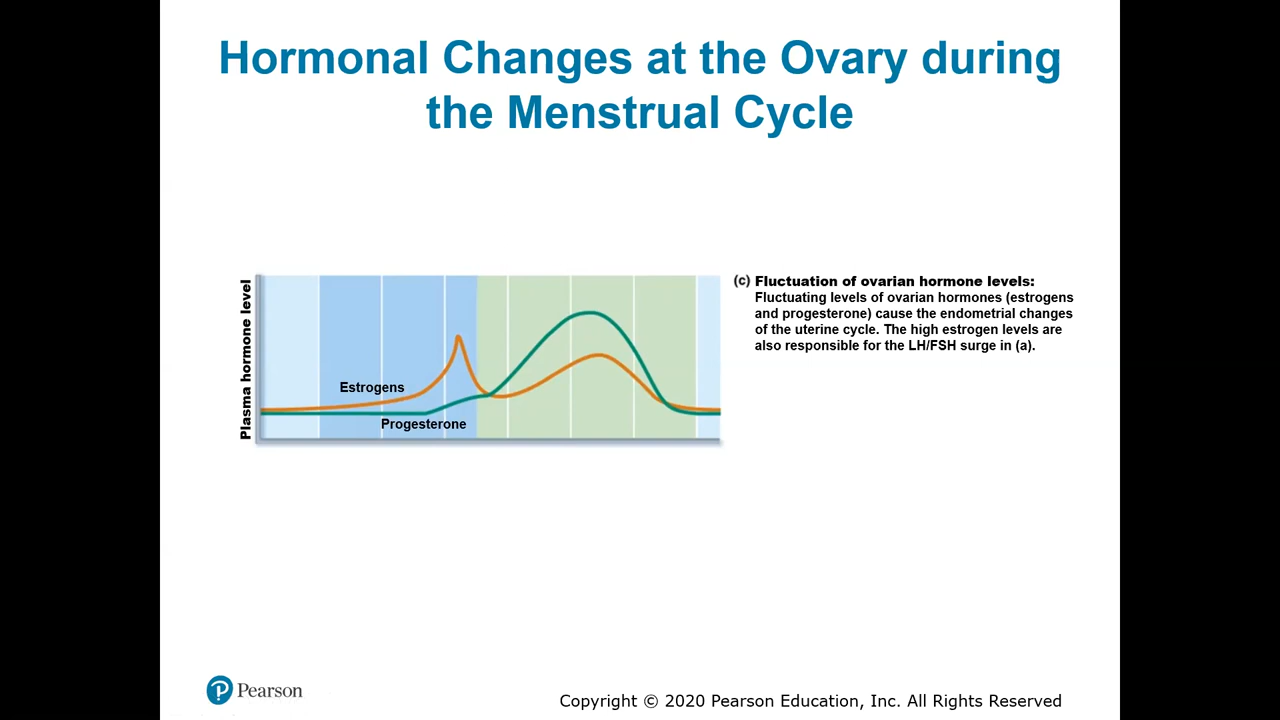 Hormonal Changes at the Ovary during
the Menstrual Cycle
Plasma hormone level
Estrogens
Progesterone
(c) Fluctuation of ovarian hormone levels:
Fluctuating levels of ovarian hormones (estrogens
and progesterone) cause the endometrial changes
of the uterine cycle. The high estrogen levels are
also responsible for the LH/FSH surge in (a).
P Pearson
Copyright © 2020 Pearson Education, Inc. All Rights Reserved